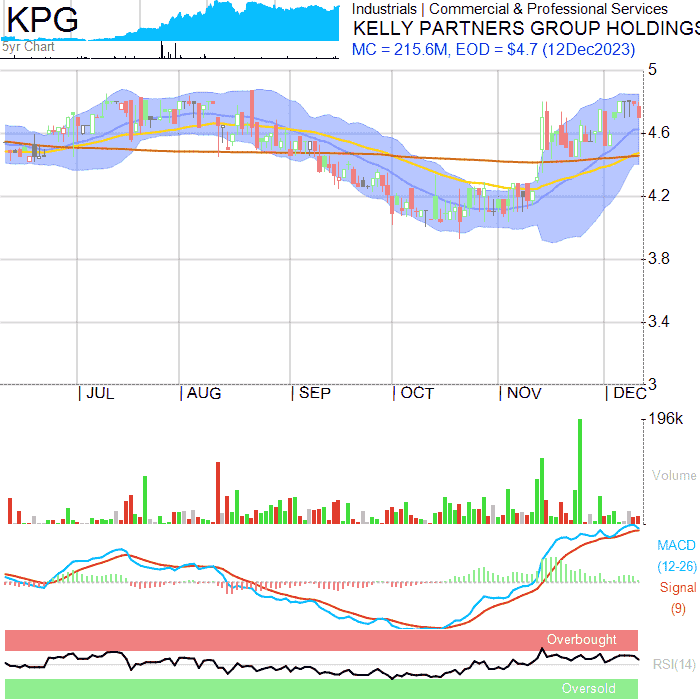 KPG
5yr Chart
Industrials | Commercial & Professional Services
KELLY PARTNERS GROUP HOLDINGS
MC = 215.6M, EOD = $4.7 (12Dec2023)
5
4.6
4.2
3.8
3.4
3
JUL AUG SEP OCT NOV DEC
196k
Volume
MACD
(12-26)
Signal
(9)
Overbought
RSI(14)
Oversold